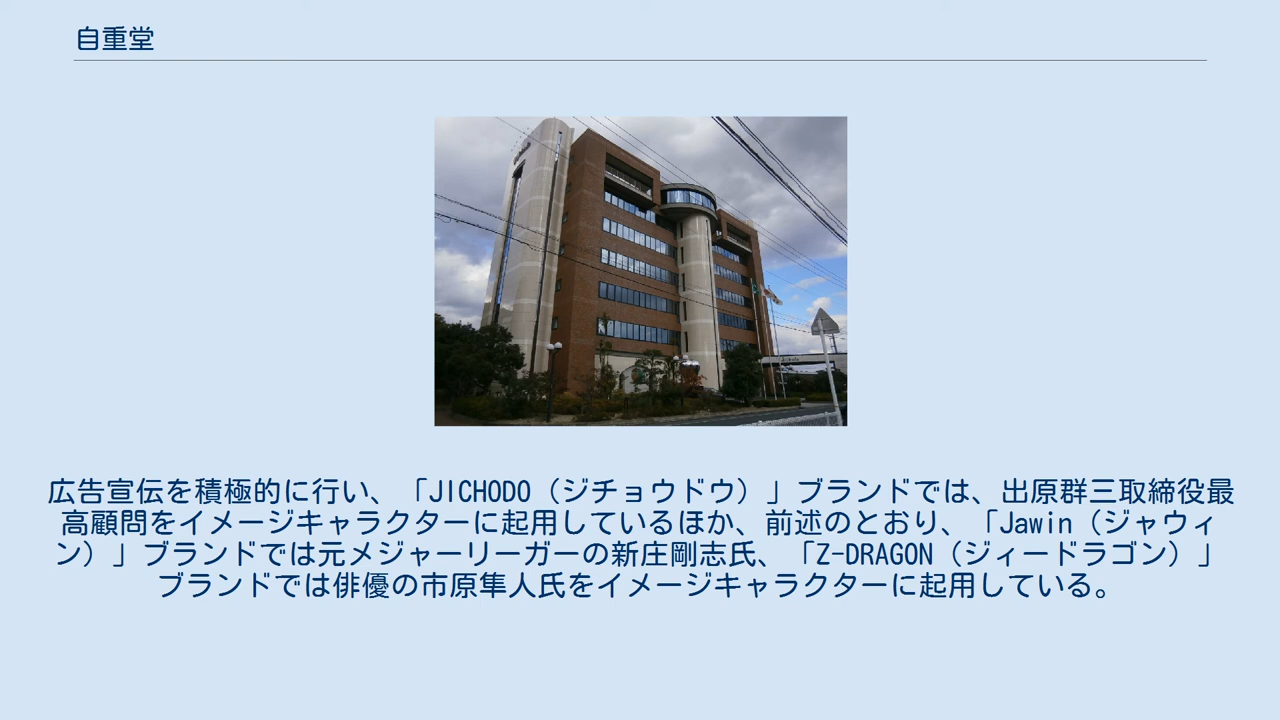 自重堂
広告宣伝を積極的に行い、「JICHODO（ジチョウドウ）」ブランドでは、出原群三取締役最
高顧問をイメージキャラクターに起用しているほか、前述のとおり、「Jawin（ジャウィ
ン）」ブランドでは元メジャーリーガーの新庄剛志氏、「Z-DRAGON（ジィードラゴン）」
ブランドでは俳優の市原隼人氏をイメージキャラクターに起用している。